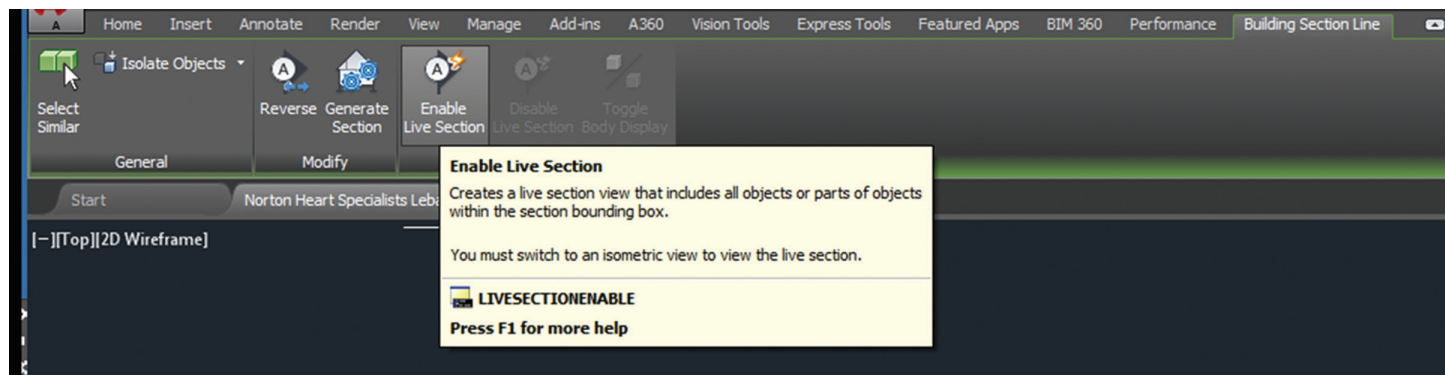 A Home Insert Annotate Render View Manage Add-ins A360 Vision Tools Express Tools Featured Apps BIM 360 Performance Building Section Line
Isolate Objects
A A A
Select Similar
Reverse
Generate Section
Enable Live Section
Disable Live Section
Toggle Body Display
General Modify
Enable Live Section
Creates a live section view that includes all objects or parts of objects
within the section bounding box.
You must switch to an isometric view to view the live section.
LIVESECTIONENABLE
Press F1 for more help
Start Norton Heart Specialists Leba
[−][Top][2D Wireframe]